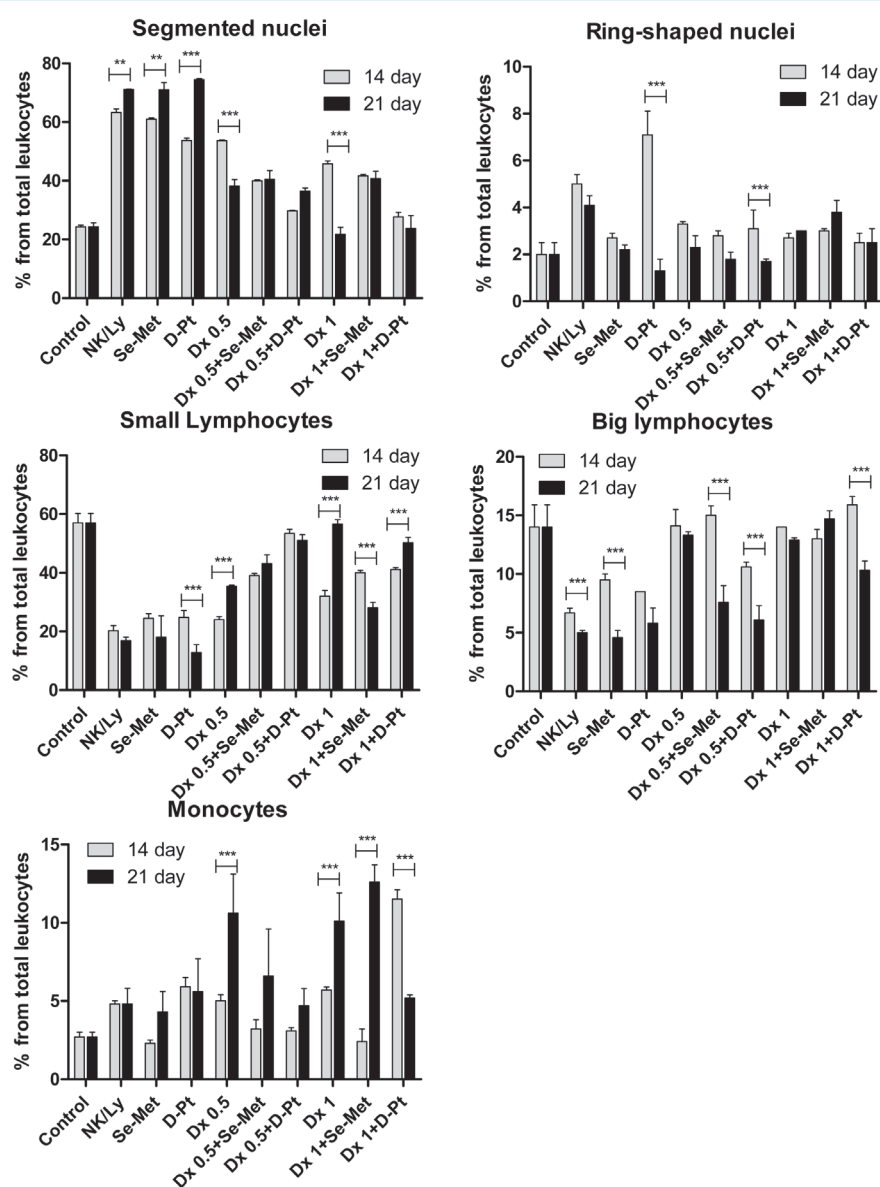 Segmented nuclei
% from total leukocytes
80
60
40
20
0
14 day
21 day
**
**
***
***
***
Control
NK/Ly
Se-Met
D-Pt
Dx 0.5
Dx 0.5+Se-Met
Dx 0.5+D-Pt
Dx 1
Dx 1+Se-Met
Dx 1+D-Pt
Ring-shaped nuclei
% from total leukocytes
10
8
6
4
2
0
14 day
21 day
***
***
Control
NK/Ly
Se-Met
D-Pt
Dx 0.5
Dx 0.5+Se-Met
Dx 0.5+D-Pt
Dx 1
Dx 1+Se-Met
Dx 1+D-Pt
Small Lymphocytes
% from total leukocytes
80
60
40
20
0
14 day
21 day
***
***
***
***
***
Control
NK/Ly
Se-Met
D-Pt
Dx 0.5
Dx 0.5+Se-Met
Dx 0.5+D-Pt
Dx 1
Dx 1+Se-Met
Dx 1+D-Pt
Big lymphocytes
% from total leukocytes
20
15
10
5
0
14 day
21 day
***
***
***
***
***
Control
NK/Ly
Se-Met
D-Pt
Dx 0.5
Dx 0.5+Se-Met
Dx 0.5+D-Pt
Dx 1
Dx 1+Se-Met
Dx 1+D-Pt
Monocytes
% from total leukocytes
15
10
5
0
14 day
21 day
***
***
***
***
Control
NK/Ly
Se-Met
D-Pt
Dx 0.5
Dx 0.5+Se-Met
Dx 0.5+D-Pt
Dx 1
Dx 1+Se-Met
Dx 1+D-Pt